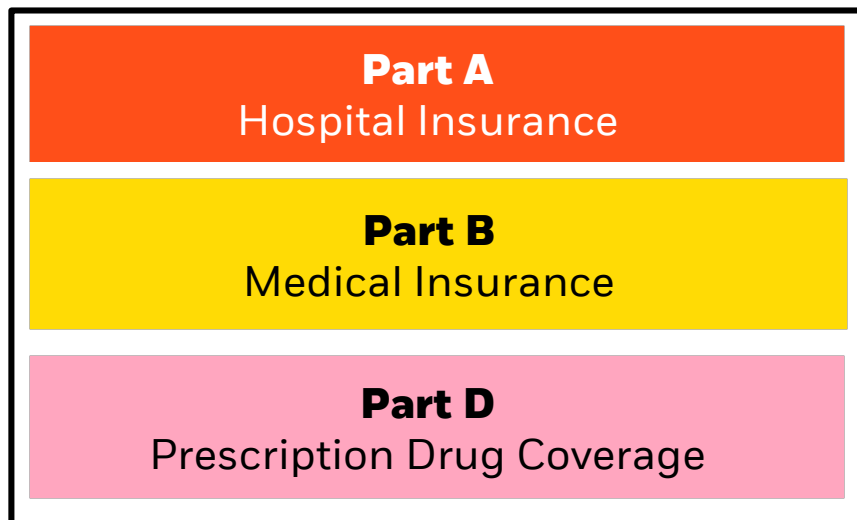 Part A
Hospital Insurance
Part B
Medical Insurance
Part D
Prescription Drug Coverage